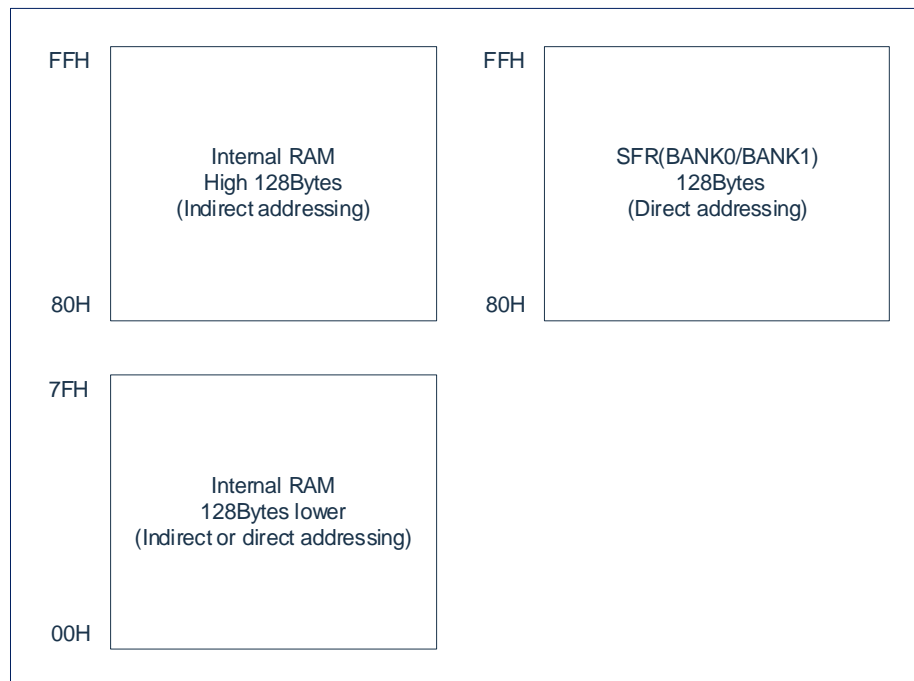 FFH
Internal RAM
High 128Bytes
(Indirect addressing)
80H
FFH
SFR(BANK0/BANK1)
128Bytes
(Direct addressing)
80H
7FH
Internal RAM
128Bytes lower
(Indirect or direct addressing)
00H